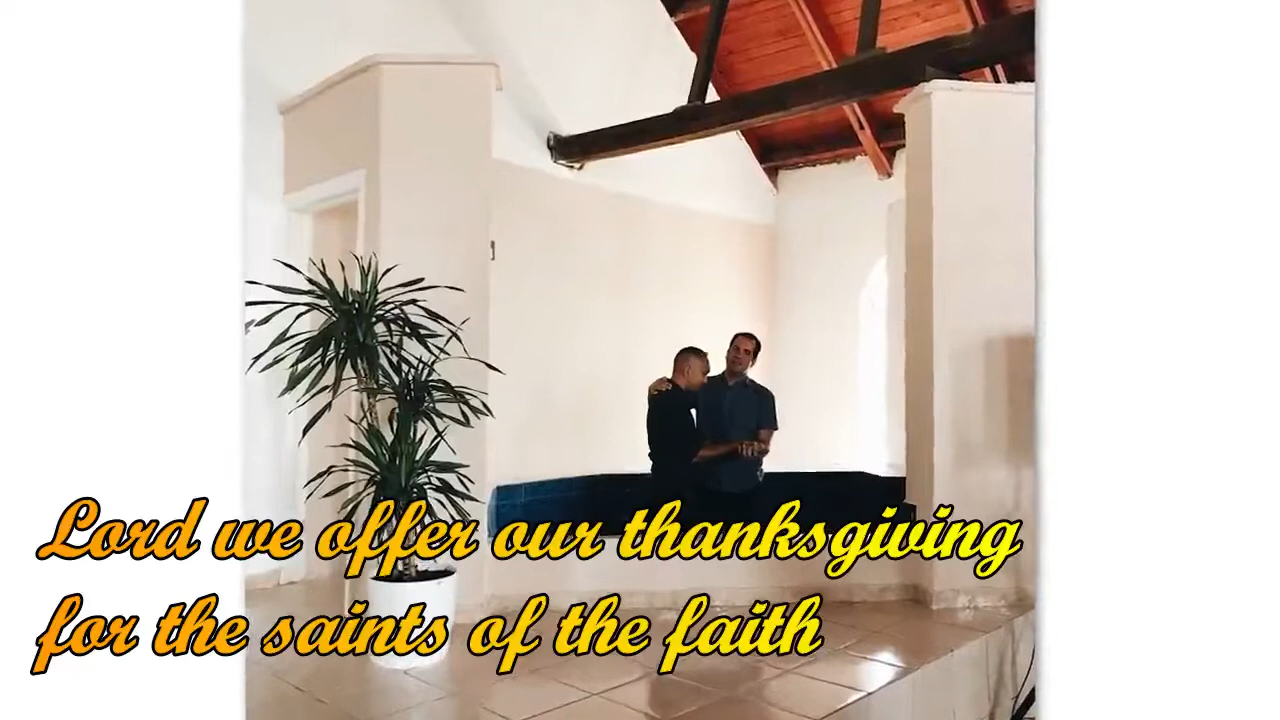 Lord we offer our thanksgiving
for the saints of the faith